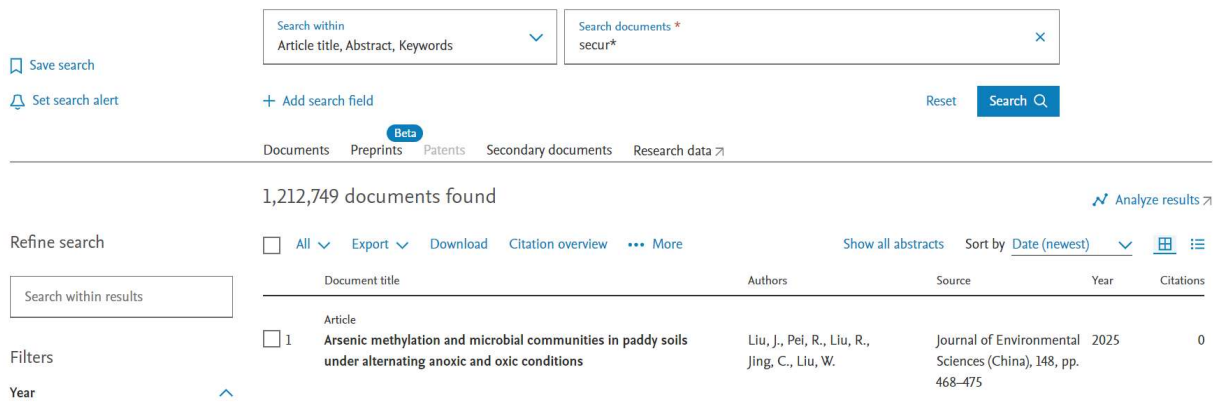 Search within
Article title, Abstract, Keywords
Search documents *
secur*
Save search
Set search alert
+ Add search field
Reset
Search
Beta
Documents Preprints Patents Secondary documents Research data
1,212,749 documents found
Analyze results
Refine search
All Export Download Citation overview ••• More
Show all abstracts Sort by Date (newest)
Search within results
Document title Authors Source Year Citations
Article
1 Arsenic methylation and microbial communities in paddy soils
under alternating anoxic and oxic conditions
Liu, J., Pei, R., Liu, R.,
Jing, C., Liu, W.
Journal of Environmental
Sciences (China), 148, pp.
468–475
2025
0
Filters
Year